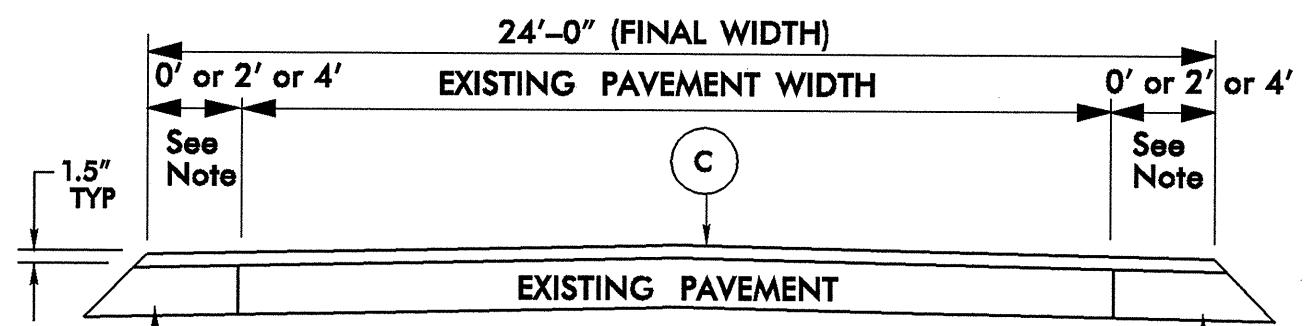 24'–0" (FINAL WIDTH)
0' or 2' or 4'
EXISTING PAVEMENT WIDTH
0' or 2' or 4'
See
Note
C
See
Note
1.5"
TYP
EXISTING PAVEMENT